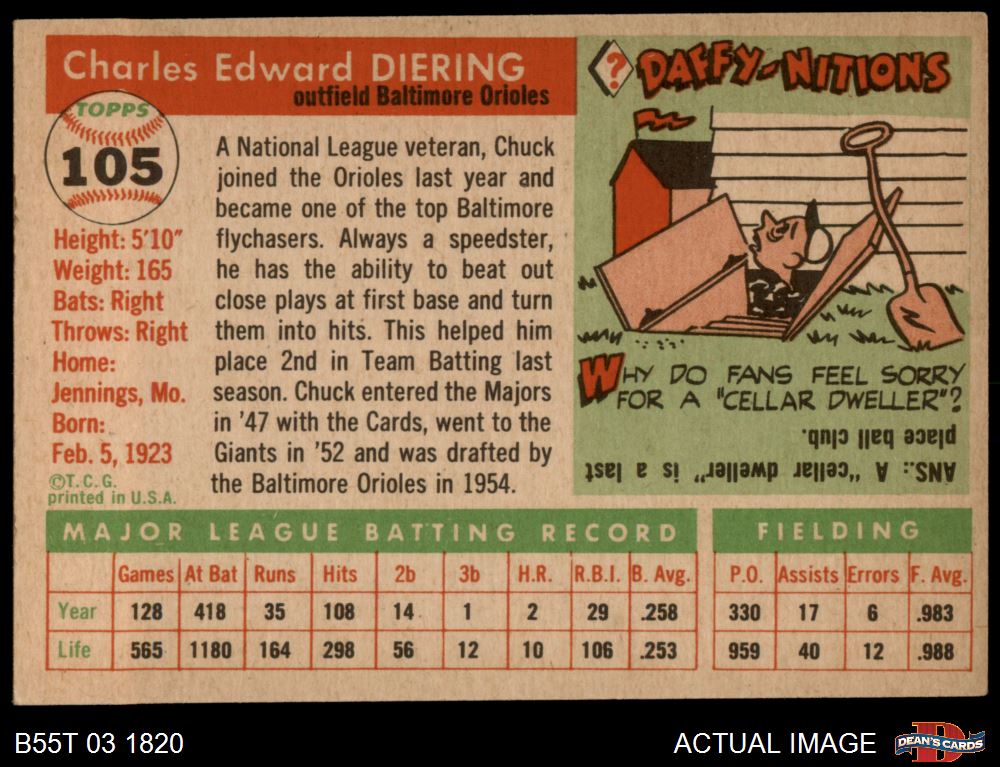 Charles Edward DIERING
outfield Baltimore Orioles
TOPPS
105
Height: 5'10"
Weight: 165
Bats: Right
Throws: Right
Home:
Jennings, Mo.
Born:
Feb. 5, 1923
©T.C.G.
printed in U.S.A.
A National League veteran, Chuck
joined the Orioles last year and
became one of the top Baltimore
flychasers. Always a speedster,
he has the ability to beat out
close plays at first base and turn
them into hits. This helped him
place 2nd in Team Batting last
season. Chuck entered the Majors
in '47 with the Cards, went to the
Giants in '52 and was drafted by
the Baltimore Orioles in 1954.
? DAFFY-NITIONS
WHY DO FANS FEEL SORRY
FOR A "CELLAR DWELLER"?
ANS.: A "cellar dweller" is a last
place ball club.
MAJOR LEAGUE BATTING RECORD
Games At Bat Runs Hits 2b 3b H.R. R.B.I. B. Avg.
Year 128 418 35 108 14 1 2 29 .258
Life 565 1180 164 298 56 12 10 106 .253
FIELDING
P.O. Assists Errors F. Avg.
330 17 6 .983
959 40 12 .988
B55T 03 1820
ACTUAL IMAGE
D
DEAN'S CARDS